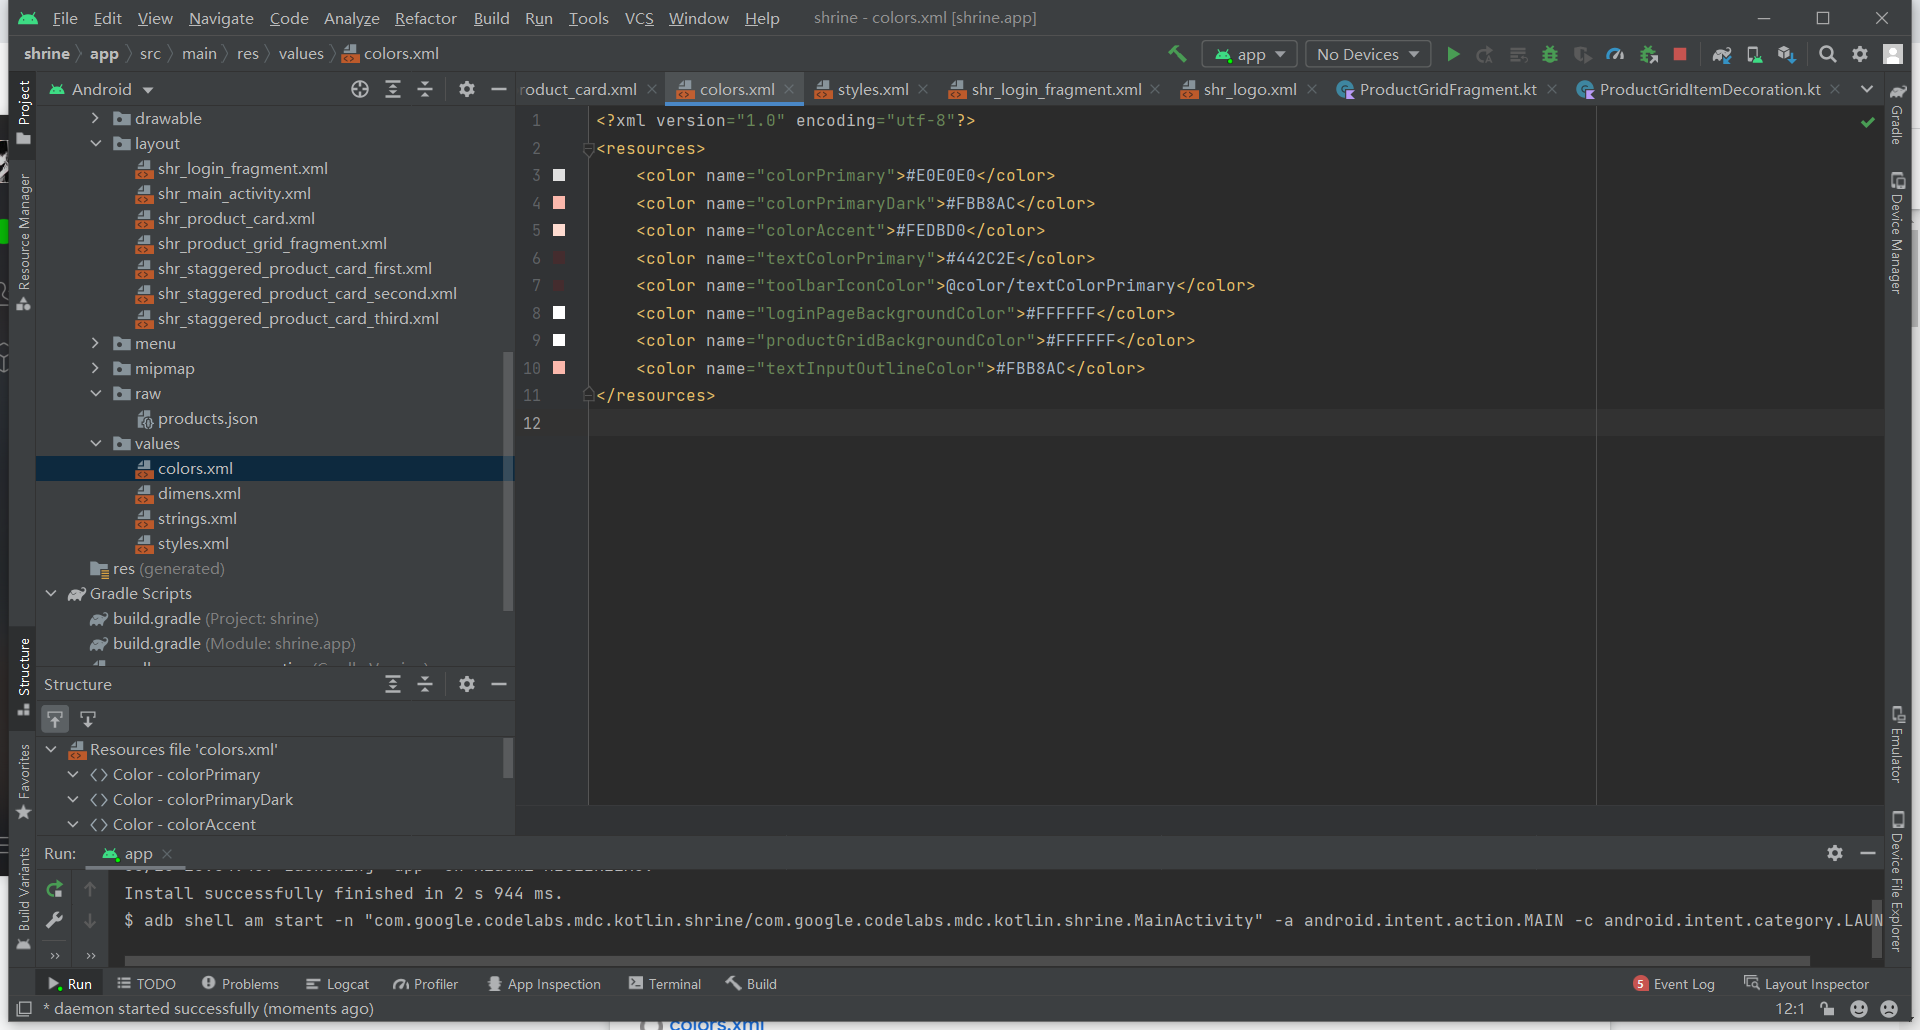 File Edit View Navigate Code Analyze Refactor Build Run Tools VCS Window Help shrine - colors.xml [shrine.app]
shrine app src main res values colors.xml
app No Devices
Android
roduct_card.xml colors.xml styles.xml shr_login_fragment.xml shr_logo.xml ProductGridFragment.kt ProductGridItemDecoration.kt
Project
Resource Manager
Structure
Favorites
Build Variants
drawable
layout
shr_login_fragment.xml
shr_main_activity.xml
shr_product_card.xml
shr_product_grid_fragment.xml
shr_staggered_product_card_first.xml
shr_staggered_product_card_second.xml
shr_staggered_product_card_third.xml
menu
mipmap
raw
products.json
values
colors.xml
dimens.xml
strings.xml
styles.xml
res (generated)
Gradle Scripts
build.gradle (Project: shrine)
build.gradle (Module: shrine.app)
1 <?xml version="1.0" encoding="utf-8"?>
2 <resources>
3 <color name="colorPrimary">#E0E0E0</color>
4 <color name="colorPrimaryDark">#FBB8AC</color>
5 <color name="colorAccent">#FEDBD0</color>
6 <color name="textColorPrimary">#442C2E</color>
7 <color name="toolbarIconColor">@color/textColorPrimary</color>
8 <color name="loginPageBackgroundColor">#FFFFFF</color>
9 <color name="productGridBackgroundColor">#FFFFFF</color>
10 <color name="textInputOutlineColor">#FBB8AC</color>
11 </resources>
12
Gradle
Device Manager
Emulator
Device File Explorer
Structure
Resources file 'colors.xml'
Color - colorPrimary
Color - colorPrimaryDark
Color - colorAccent
Run: app
Install successfully finished in 2 s 944 ms.
$ adb shell am start -n "com.google.codelabs.mdc.kotlin.shrine/com.google.codelabs.mdc.kotlin.shrine.MainActivity" -a android.intent.action.MAIN -c android.intent.category.LAUN
Run TODO Problems Logcat Profiler App Inspection Terminal Build 5 Event Log Layout Inspector
* daemon started successfully (moments ago) 12:1
colors.xml